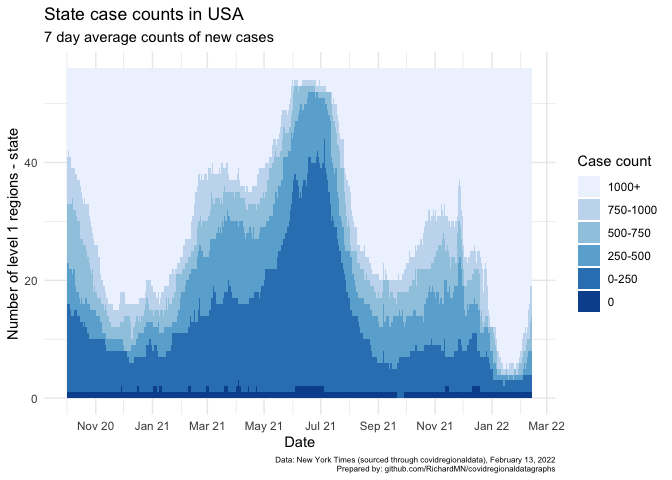 State case counts in USA
7 day average counts of new cases
Number of level 1 regions - state
40
20
0
Nov 20 Jan 21 Mar 21 May 21 Jul 21 Sep 21 Nov 21 Jan 22 Mar 22
Date
Case count
1000+
750-1000
500-750
250-500
0-250
0
Data: New York Times (sourced through covidregionaldata), February 13, 2022
Prepared by: github.com/RichardMN/covidregionaldatagraphs